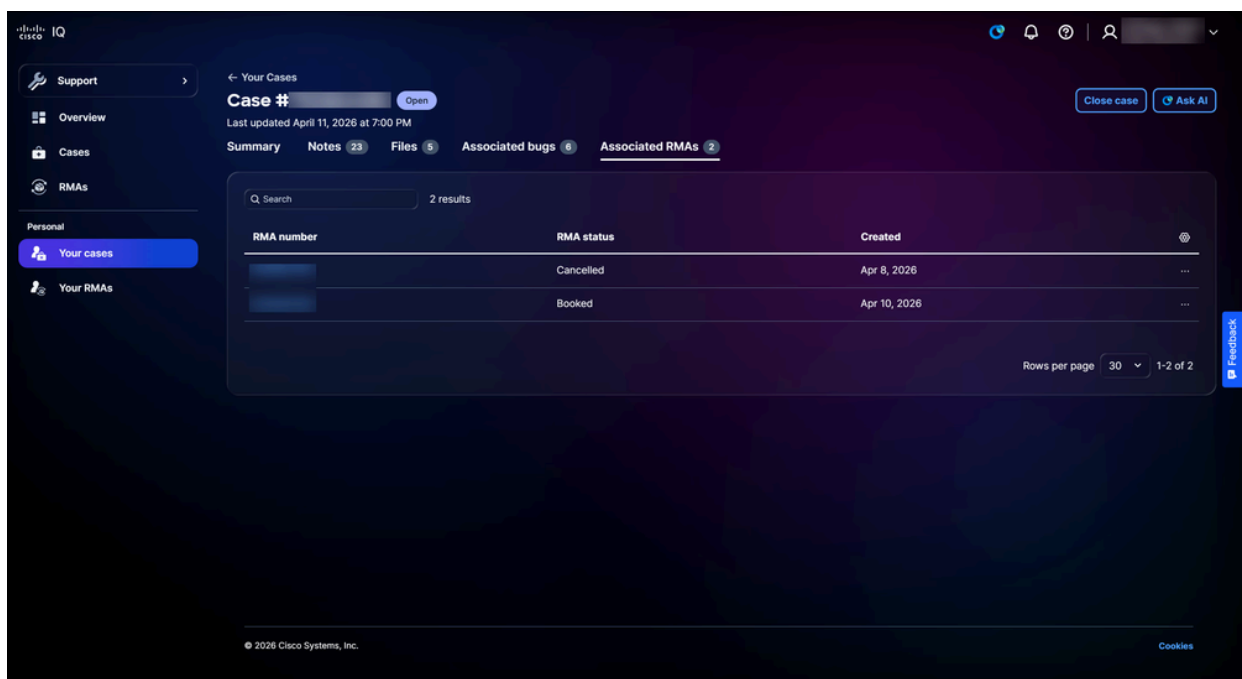 cisco IQ
Support
Overview
Cases
RMAs
Personal
Your cases
Your RMAs
← Your Cases
Case # Open
Last updated April 11, 2026 at 7:00 PM
Close case Ask AI
Summary Notes 23 Files 5 Associated bugs 6 Associated RMAs 2
Search 2 results
RMA number RMA status Created
Cancelled Apr 8, 2026 ...
Booked Apr 10, 2026 ...
Rows per page 30 1-2 of 2
Feedback
© 2026 Cisco Systems, Inc. Cookies